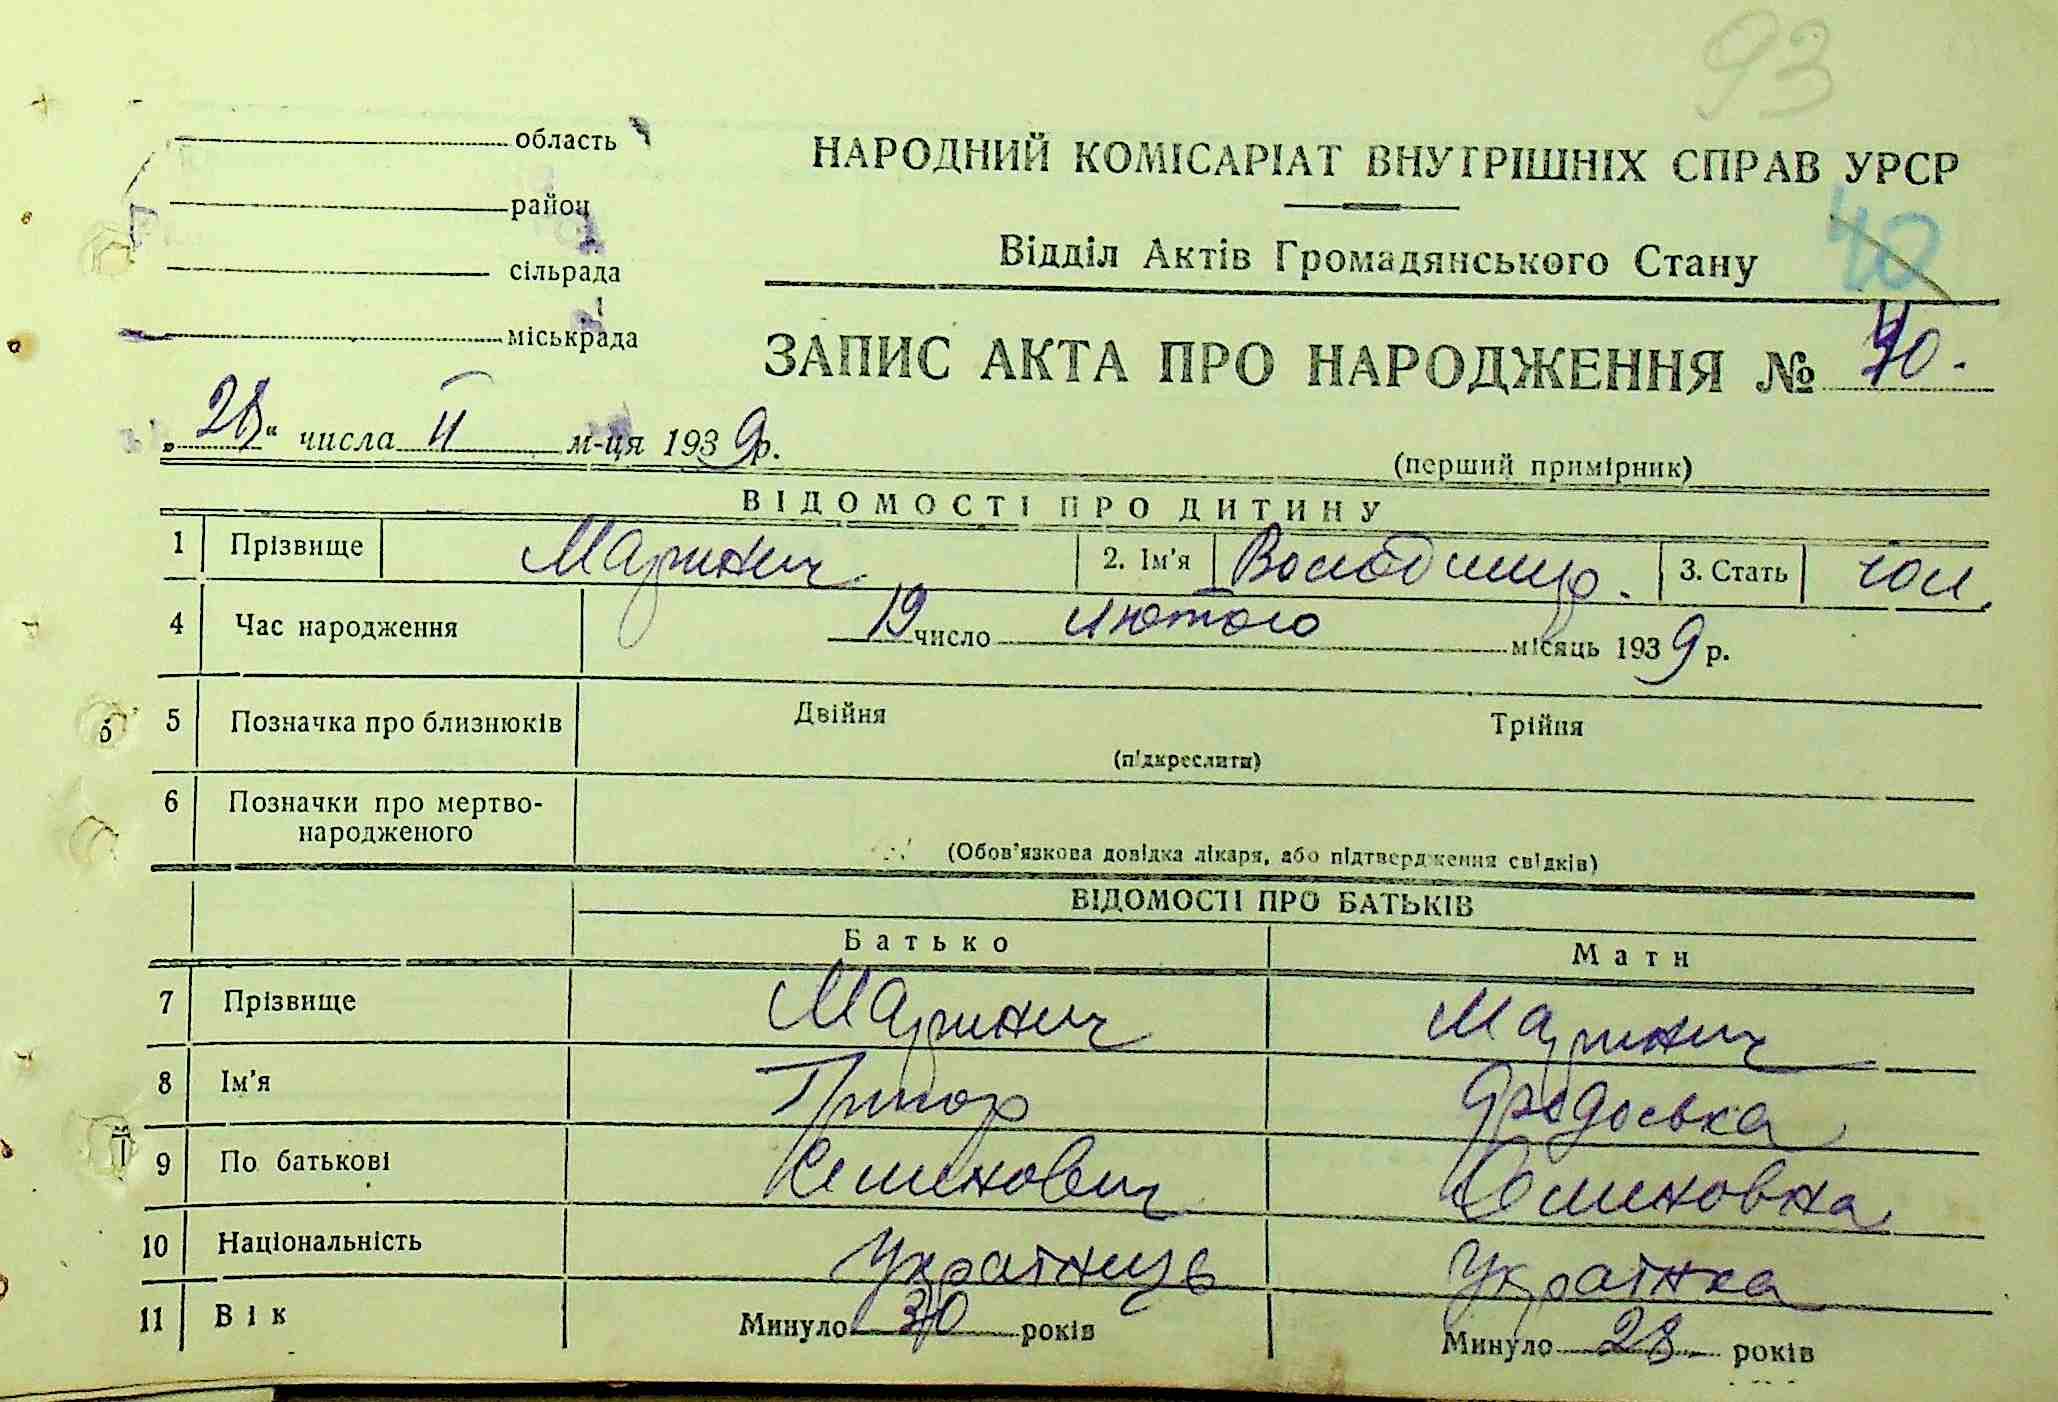 93
область
НАРОДНИЙ КОМІСАРІАТ ВНУТРІШНІХ СПРАВ УРСР
район
40
Відділ Актів Громадянського Стану
сільрада
міськрада
ЗАПИС АКТА ПРО НАРОДЖЕННЯ № 40.
„28“ числа II м-ця 1939р.
(перший примірник)
ВІДОМОСТІ ПРО ДИТИНУ
1 Прізвище Маринич 2. Ім'я Володимир. 3. Стать чол.
4 Час народження 19 число лютого місяць 1939 р.
5 Позначка про близнюків Двійня Трійня
(підкреслити)
6 Позначки про мертво-
народженого
(Обов'язкова довідка лікаря, або підтвердження свідків)
ВІДОМОСТІ ПРО БАТЬКІВ
Батько Мати
7 Прізвище Маринич Маринич
8 Ім'я Григор Федоська
9 По батькові Семенович Семеновна
10 Національність Українець Українка
11 Вік Минуло 30 років Минуло 28 років